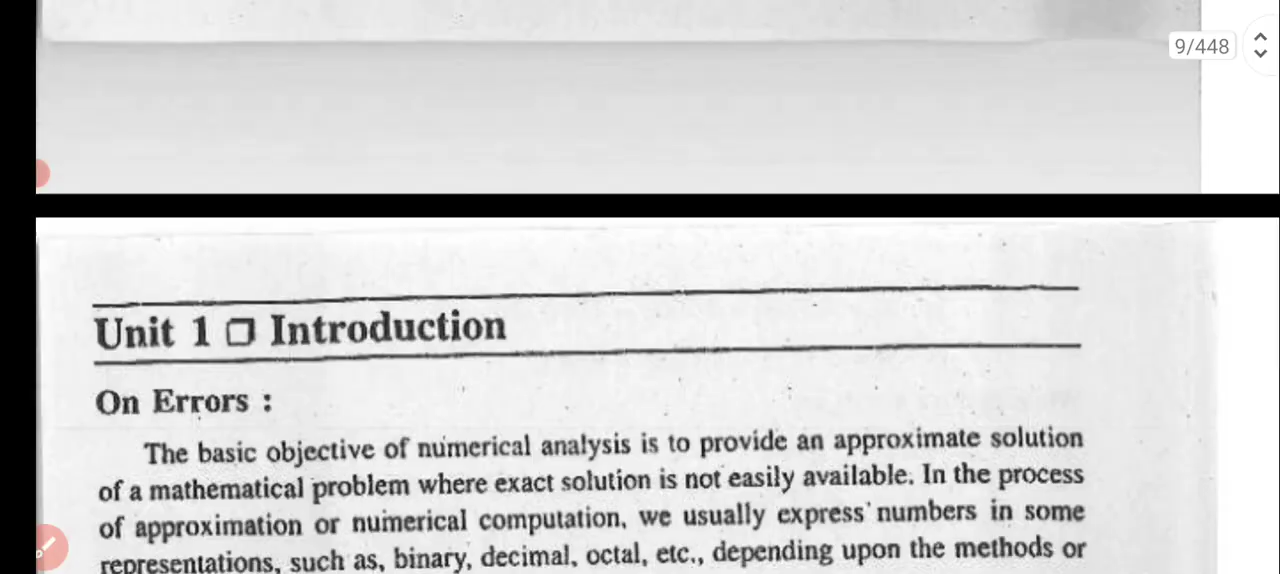 9/448
Unit 1 ❒ Introduction
On Errors :
The basic objective of numerical analysis is to provide an approximate solution
of a mathematical problem where exact solution is not easily available. In the process
of approximation or numerical computation, we usually express numbers in some
representations, such as, binary, decimal, octal, etc., depending upon the methods or